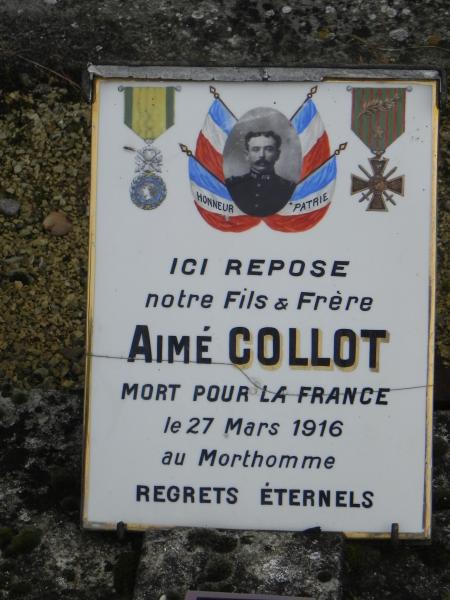 HONNEUR PATRIE
ICI REPOSE
notre Fils & Frère
AIMÉ COLLOT
MORT POUR LA FRANCE
le 27 Mars 1916
au Morthomme
REGRETS ÉTERNELS